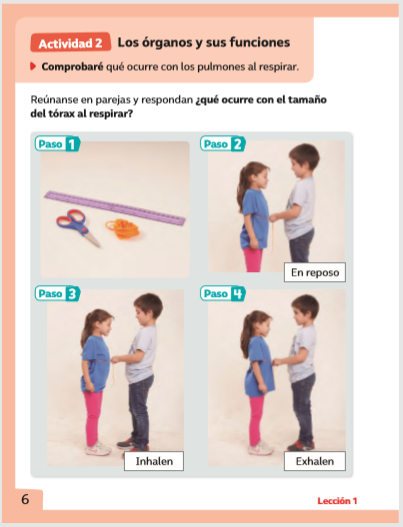 Actividad 2 Los órganos y sus funciones
Comprobaré qué ocurre con los pulmones al respirar.
Reúnanse en parejas y respondan ¿qué ocurre con el tamaño
del tórax al respirar?
Paso 1
Paso 2
En reposo
Paso 3
Inhalen
Paso 4
Exhalen
6
Lección 1